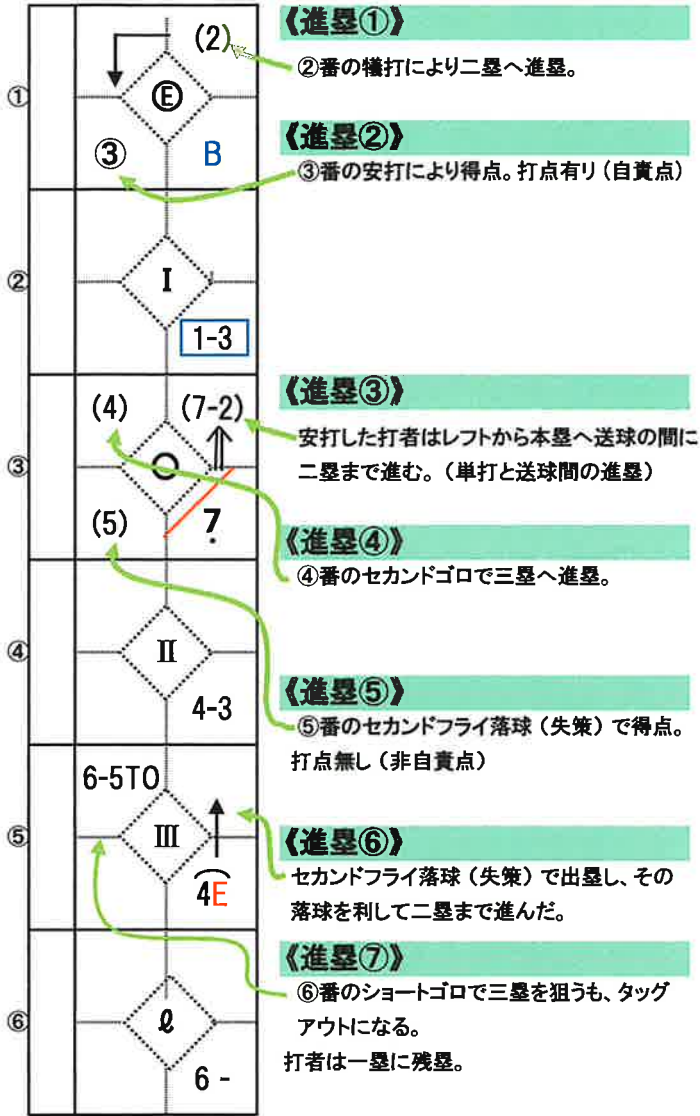 《進塁①》
②番の犠打により二塁へ進塁。
《進塁②》
③番の安打により得点。打点有リ（自責点）
《進塁③》
安打した打者はレフトから本塁へ送球の間に
二塁まで進む。（単打と送球間の進塁）
《進塁④》
④番のセカンドゴロで三塁へ進塁。
《進塁⑤》
⑤番のセカンドフライ落球（失策）で得点。
打点無し（非自責点）
《進塁⑥》
セカンドフライ落球（失策）で出塁し、その
落球を利して二塁まで進んだ。
《進塁⑦》
⑥番のショートゴロで三塁を狙うも、タッグ
アウトになる。
打者は一塁に残塁。
①
(2)
Ⓔ
③ B
②
Ⅰ
1-3
③
(4) (7-2)
○
(5) 7
④
Ⅱ
4-3
⑤
6-5TO
Ⅲ
4E
⑥
ℓ
6 -